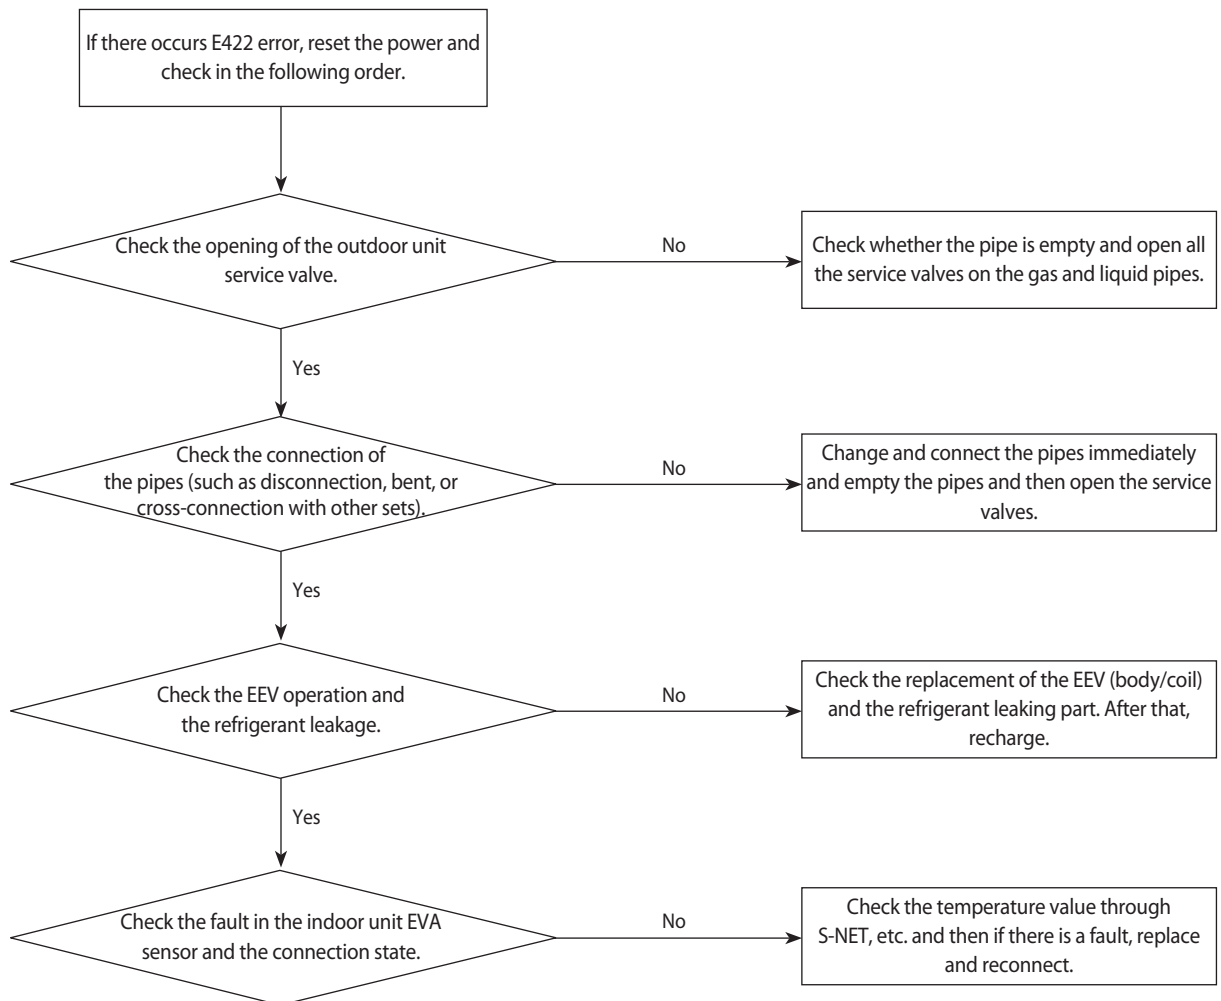 If there occurs E422 error, reset the power and
check in the following order.
Check the opening of the outdoor unit
service valve.
No
Check whether the pipe is empty and open all
the service valves on the gas and liquid pipes.
Yes
Check the connection of
the pipes (such as disconnection, bent, or
cross-connection with other sets).
No
Change and connect the pipes immediately
and empty the pipes and then open the service
valves.
Yes
Check the EEV operation and
the refrigerant leakage.
No
Check the replacement of the EEV (body/coil)
and the refrigerant leaking part. After that,
recharge.
Yes
Check the fault in the indoor unit EVA
sensor and the connection state.
No
Check the temperature value through
S-NET, etc. and then if there is a fault, replace
and reconnect.